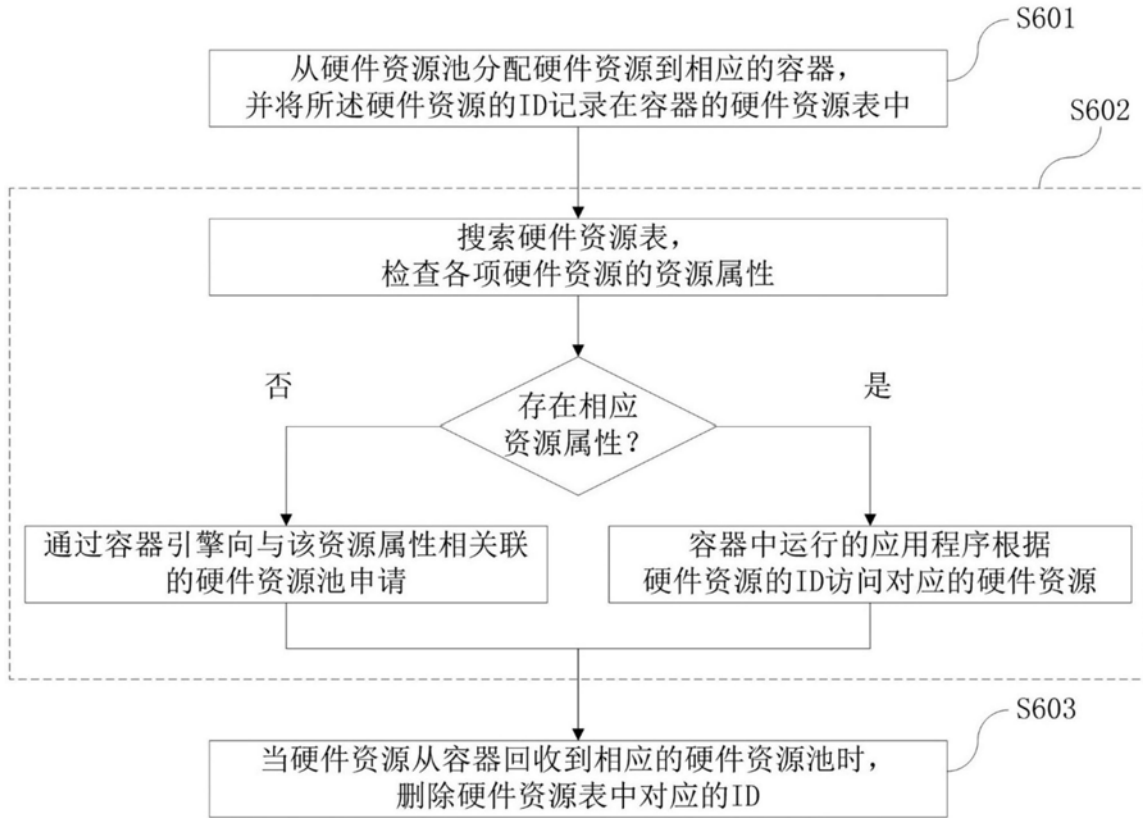 S601
从硬件资源池分配硬件资源到相应的容器，
并将所述硬件资源的ID记录在容器的硬件资源表中
S602
搜索硬件资源表，
检查各项硬件资源的资源属性
否
是
存在相应
资源属性？
通过容器引擎向与该资源属性相关联
的硬件资源池申请
容器中运行的应用程序根据
硬件资源的ID访问对应的硬件资源
S603
当硬件资源从容器回收到相应的硬件资源池时，
删除硬件资源表中对应的ID